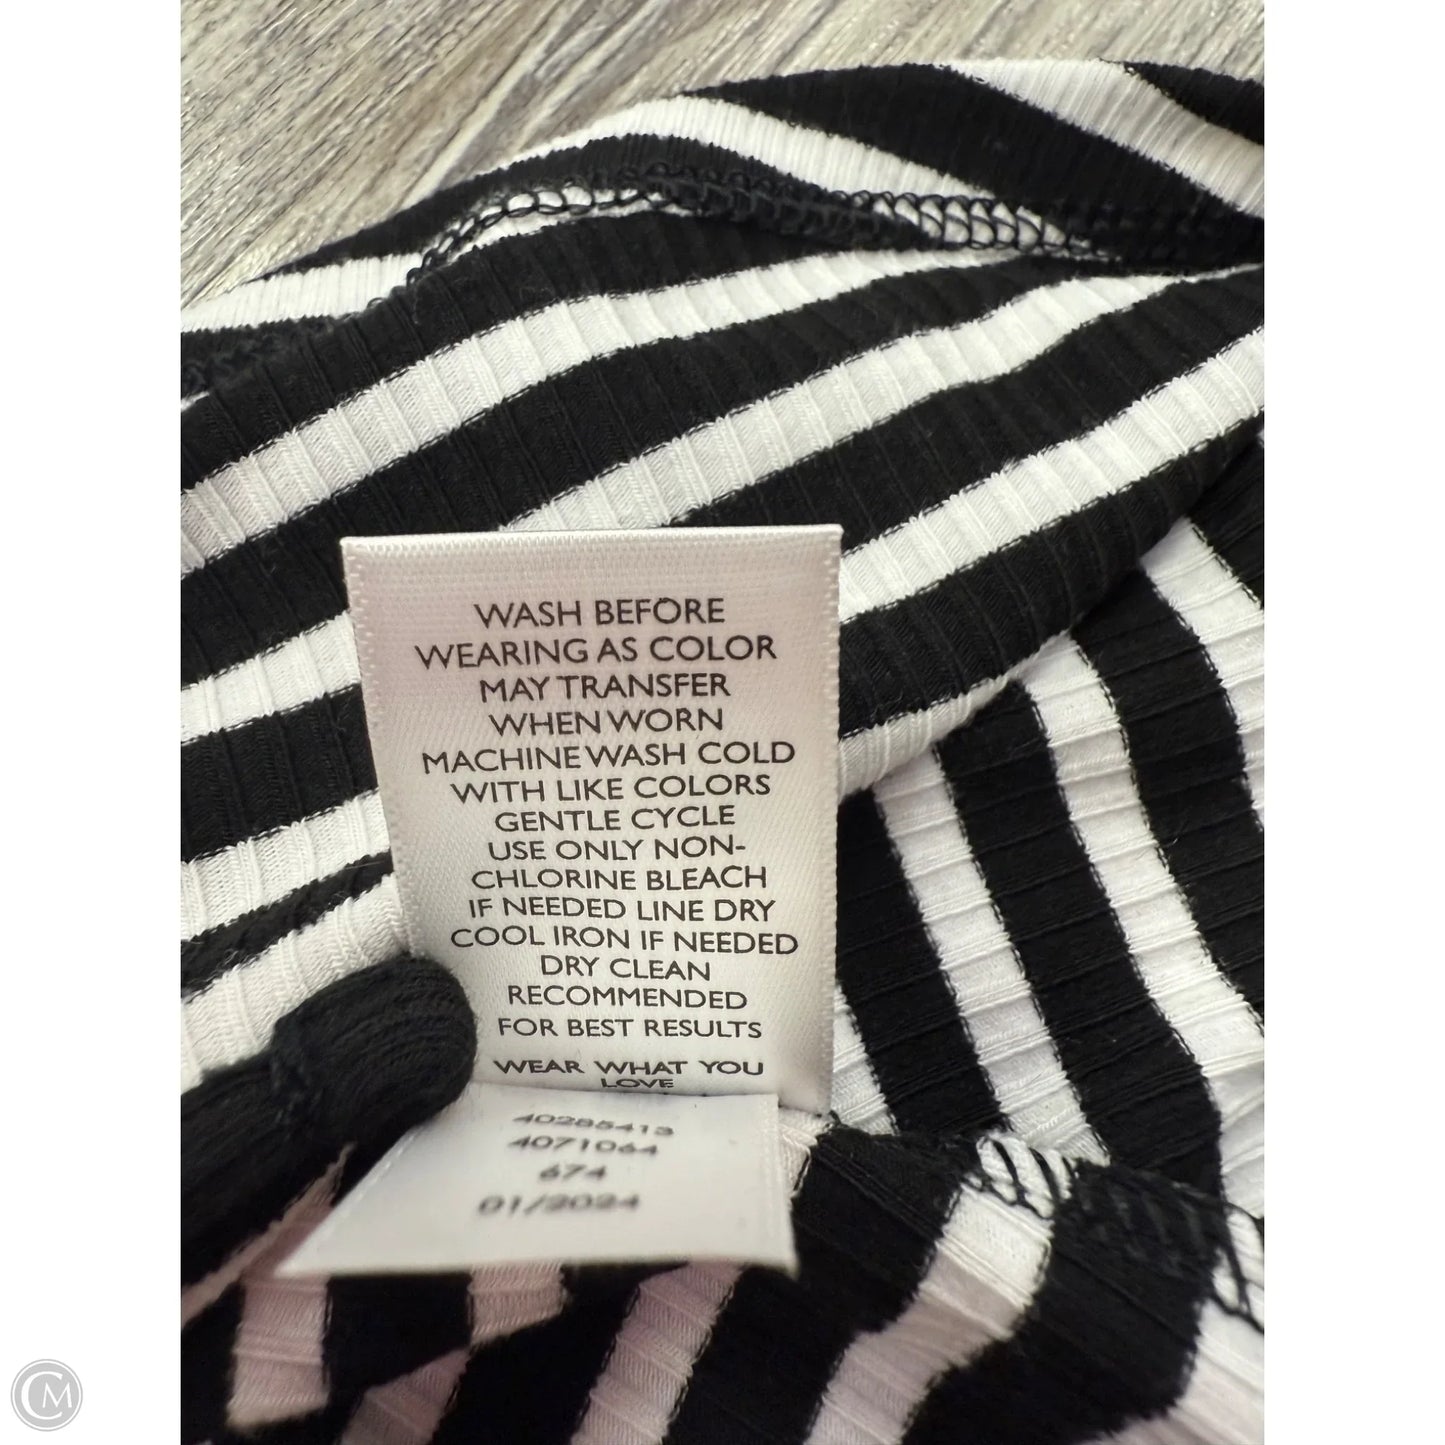 WASH BEFORE
WEARING AS COLOR
MAY TRANSFER
WHEN WORN
MACHINE WASH COLD
WITH LIKE COLORS
GENTLE CYCLE
USE ONLY NON-
CHLORINE BLEACH
IF NEEDED LINE DRY
COOL IRON IF NEEDED
DRY CLEAN
RECOMMENDED
FOR BEST RESULTS
WEAR WHAT YOU
LOVE
40285413
4071064
674
01/2024
CM